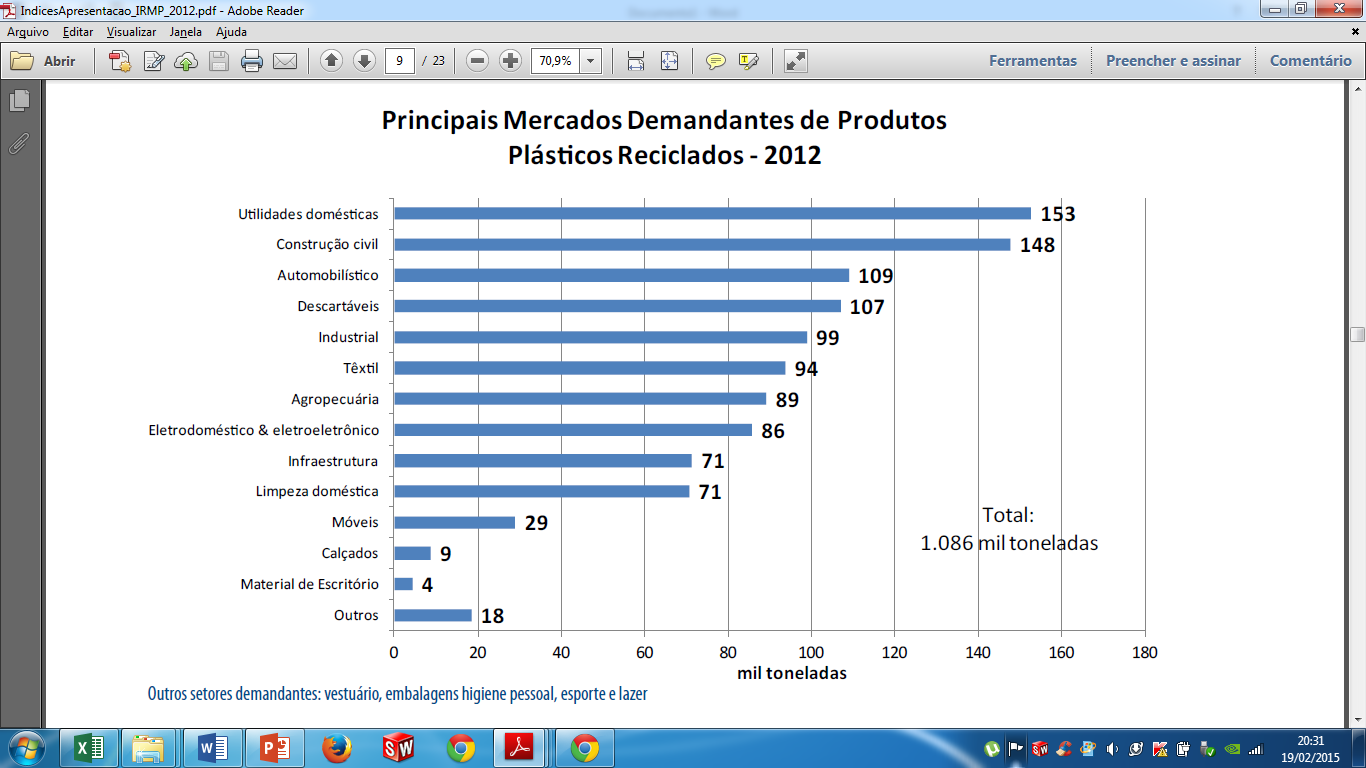 IndicesApresentacao_IRMP_2012.pdf - Adobe Reader
Arquivo Editar Visualizar Janela Ajuda
Abrir 9 / 23 70,9% Ferramentas Preencher e assinar Comentário
Principais Mercados Demandantes de Produtos
Plásticos Reciclados - 2012
Utilidades domésticas 153
Construção civil 148
Automobilístico 109
Descartáveis 107
Industrial 99
Têxtil 94
Agropecuária 89
Eletrodoméstico & eletroeletrônico 86
Infraestrutura 71
Limpeza doméstica 71
Móveis 29
Calçados 9
Material de Escritório 4
Outros 18
Total:
1.086 mil toneladas
0 20 40 60 80 100 120 140 160 180
mil toneladas
Outros setores demandantes: vestuário, embalagens higiene pessoal, esporte e lazer
20:31
19/02/2015